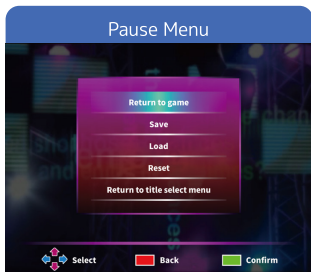 Pause Menu
Return to game
Save
Load
Reset
Return to title select menu
Select Back Confirm